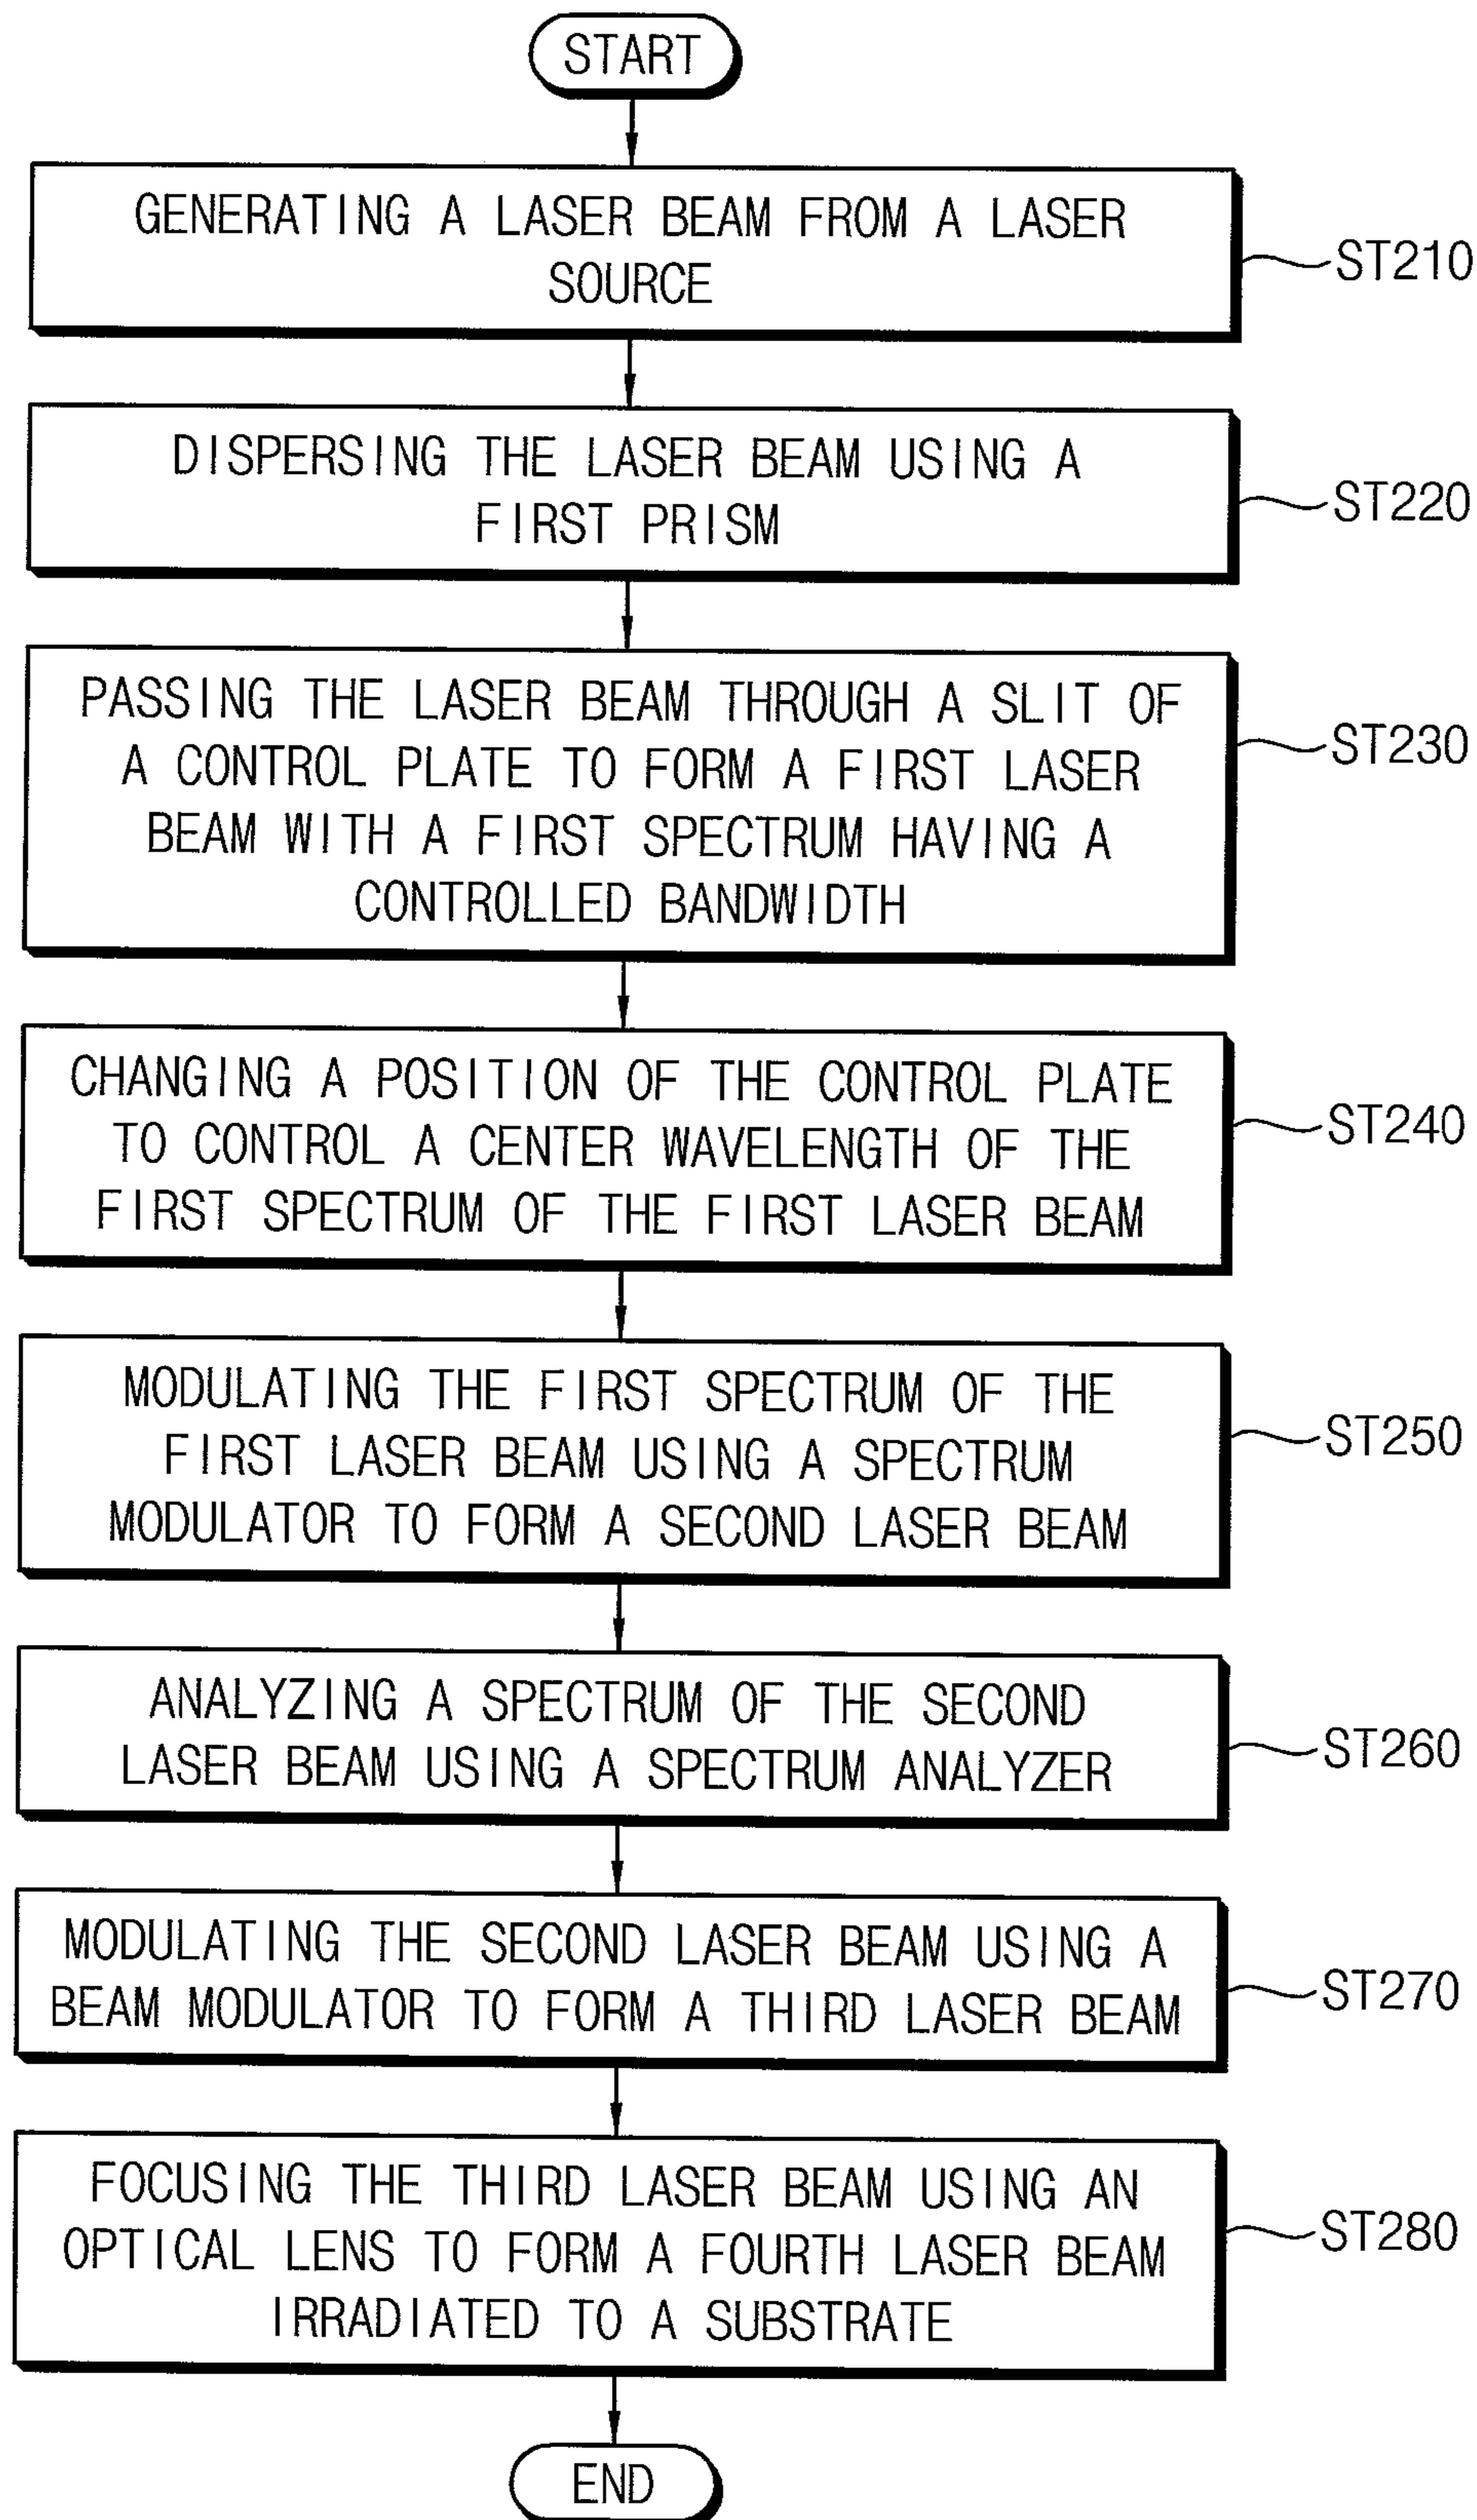 START
GENERATING A LASER BEAM FROM A LASER
SOURCE
ST210
DISPERSING THE LASER BEAM USING A
FIRST PRISM
ST220
PASSING THE LASER BEAM THROUGH A SLIT OF
A CONTROL PLATE TO FORM A FIRST LASER
BEAM WITH A FIRST SPECTRUM HAVING A
CONTROLLED BANDWIDTH
ST230
CHANGING A POSITION OF THE CONTROL PLATE
TO CONTROL A CENTER WAVELENGTH OF THE
FIRST SPECTRUM OF THE FIRST LASER BEAM
ST240
MODULATING THE FIRST SPECTRUM OF THE
FIRST LASER BEAM USING A SPECTRUM
MODULATOR TO FORM A SECOND LASER BEAM
ST250
ANALYZING A SPECTRUM OF THE SECOND
LASER BEAM USING A SPECTRUM ANALYZER
ST260
MODULATING THE SECOND LASER BEAM USING A
BEAM MODULATOR TO FORM A THIRD LASER BEAM
ST270
FOCUSING THE THIRD LASER BEAM USING AN
OPTICAL LENS TO FORM A FOURTH LASER BEAM
IRRADIATED TO A SUBSTRATE
ST280
END